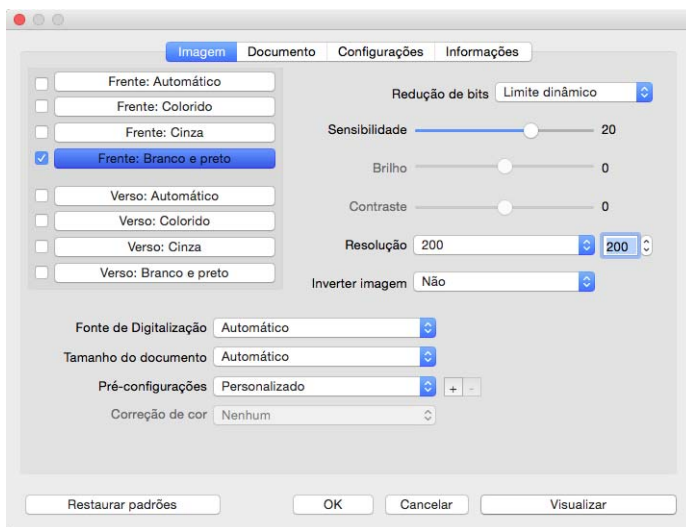 Imagem Documento Configurações Informações
Frente: Automático
Frente: Colorido
Frente: Cinza
Frente: Branco e preto
Verso: Automático
Verso: Colorido
Verso: Cinza
Verso: Branco e preto
Redução de bits Limite dinâmico
Sensibilidade 20
Brilho 0
Contraste 0
Resolução 200 200
Inverter imagem Não
Fonte de Digitalização Automático
Tamanho do documento Automático
Pré-configurações Personalizado + -
Correção de cor Nenhum
Restaurar padrões OK Cancelar Visualizar